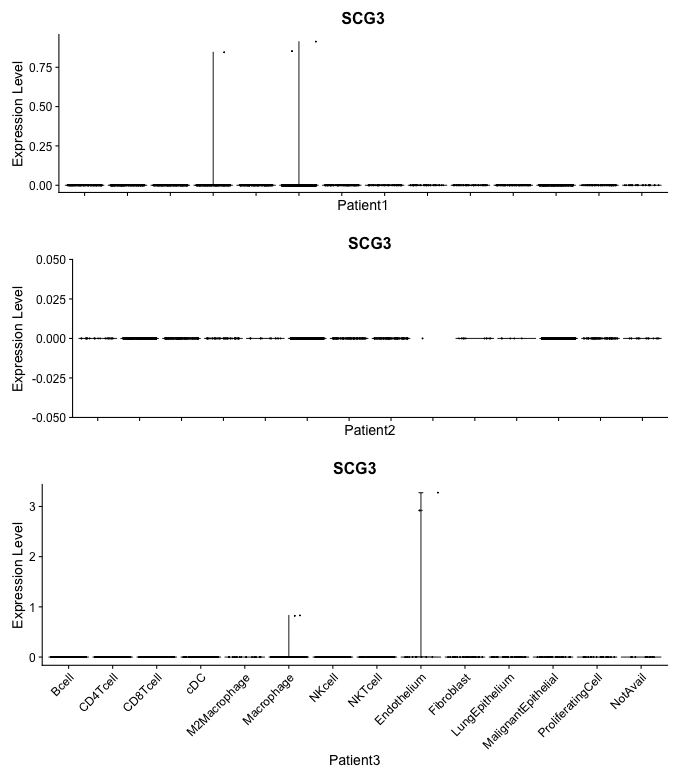 SCG3
Expression Level
0.75
0.50
0.25
0.00
Patient1
SCG3
Expression Level
0.050
0.025
0.000
-0.025
-0.050
Patient2
SCG3
Expression Level
3
2
1
0
Bcell
CD4Tcell
CD8Tcell
cDC
M2Macrophage
Macrophage
NKcell
NKTcell
Endothelium
Fibroblast
LungEpithelium
MalignantEpithelial
ProliferatingCell
NotAvail
Patient3